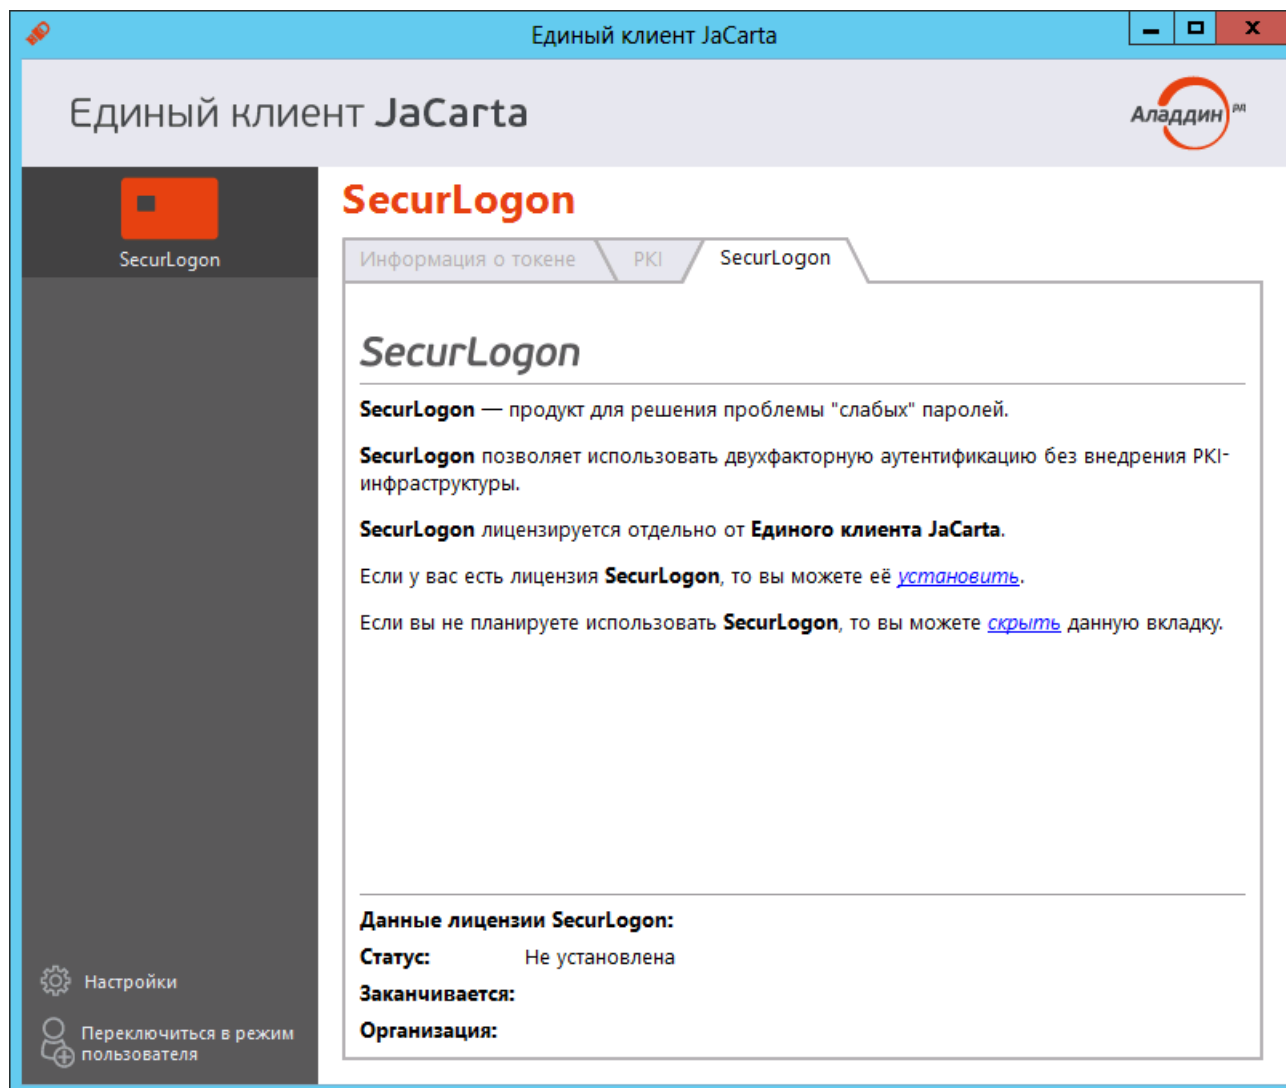 Единый клиент JaCarta
Единый клиент JaCarta
Аладдин РД
SecurLogon
SecurLogon
Информация о токене
PKI
SecurLogon
SecurLogon
SecurLogon — продукт для решения проблемы "слабых" паролей.
SecurLogon позволяет использовать двухфакторную аутентификацию без внедрения PKI-
инфраструктуры.
SecurLogon лицензируется отдельно от Единого клиента JaCarta.
Если у вас есть лицензия SecurLogon, то вы можете её установить.
Если вы не планируете использовать SecurLogon, то вы можете скрыть данную вкладку.
Данные лицензии SecurLogon:
Статус: Не установлена
Заканчивается:
Организация:
Настройки
Переключиться в режим
пользователя